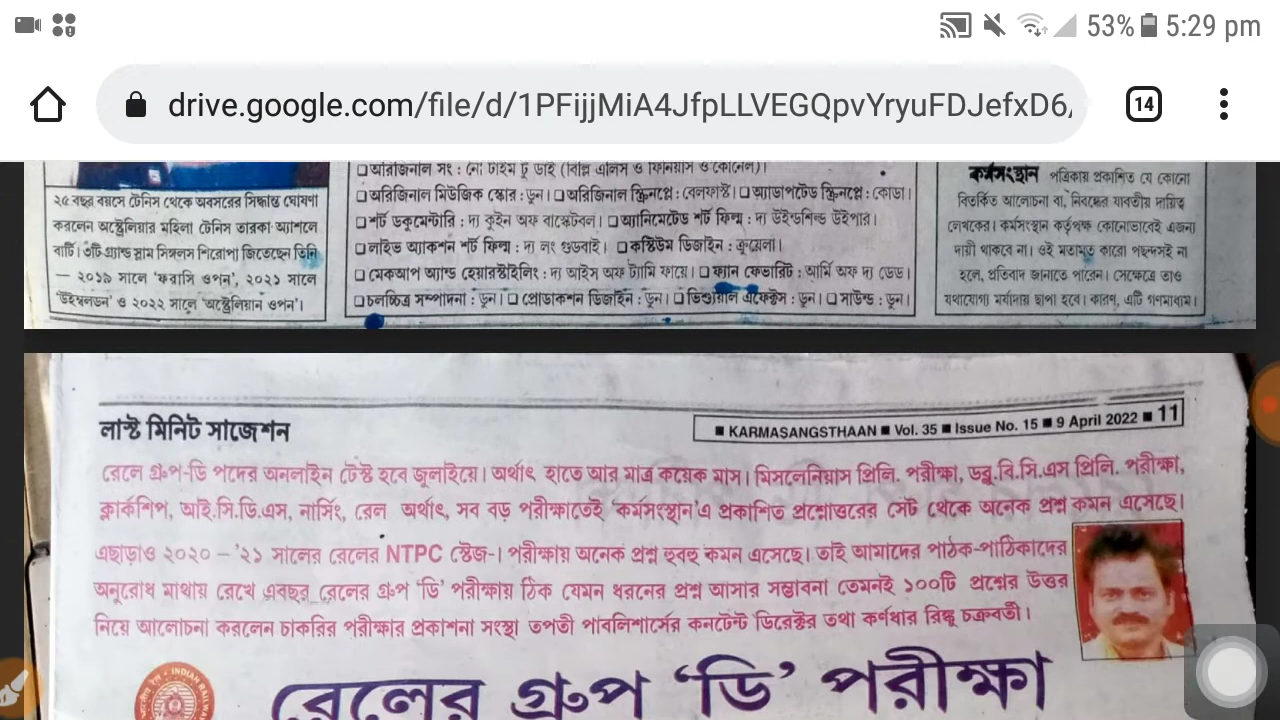 53% 5:29 pm
drive.google.com/file/d/1PFijjMiA4JfpLLVEGQpvYryuFDJefxD6/
14
২৫ বছর বয়সে টেনিস থেকে অবসরের সিদ্ধান্ত ঘোষণা
করলেন অস্ট্রেলিয়ার মহিলা টেনিস তারকা অ্যাশলে
বার্টি। ৩টি গ্র্যান্ড স্লাম সিঙ্গলস শিরোপা জিতেছেন তিনি
— ২০১৯ সালে 'ফরাসি ওপন', ২০২১ সালে
'উইম্বলডন' ও ২০২২ সালে 'অস্ট্রেলিয়ান ওপন'।
❑ অরিজিনাল সং : নো টাইম টু ডাই (বিল্লি এলিস ও ফিনিয়াস ও'কোনেল)।
❑ অরিজিনাল মিউজিক স্কোর : ডুন। ❑ অরিজিনাল স্ক্রিনপ্লে : বেলফাস্ট। ❑ অ্যাডাপটেড স্ক্রিনপ্লে : কোডা।
❑ শর্ট ডকুমেন্টারি : দ্য কুইন অফ বাস্কেটবল। ❑ অ্যানিমেটেড শর্ট ফিল্ম : দ্য উইন্ডশিল্ড উইপার।
❑ লাইভ অ্যাকশন শর্ট ফিল্ম : দ্য লং গুডবাই। ❑ কস্টিউম ডিজাইন : ক্রুয়েলা।
❑ মেকআপ অ্যান্ড হেয়ারস্টাইলিং : দ্য আইস অফ ট্যামি ফায়ে। ❑ ফ্যান ফেভারিট : আর্মি অফ দ্য ডেড।
❑ চলচ্চিত্র সম্পাদনা : ডুন। ❑ প্রোডাকশন ডিজাইন : ডুন। ❑ ভিশুয়াল এফেক্টস : ডুন। ❑ সাউন্ড : ডুন।
কর্মসংস্থান পত্রিকায় প্রকাশিত যে কোনো
বিতর্কিত আলোচনা বা, নিবন্ধের যাবতীয় দায়িত্ব
লেখকের। কর্মসংস্থান কর্তৃপক্ষ কোনোভাবেই এজন্য
দায়ী থাকবে না। ওই মতামত কারো পছন্দসই না
হলে, প্রতিবাদ জানাতে পারেন। সেক্ষেত্রে তাও
যথাযোগ্য মর্যাদায় ছাপা হবে। কারণ, এটি গণমাধ্যম।
লাস্ট মিনিট সাজেশন
■ KARMASANGSTHAAN ■ Vol. 35 ■ Issue No. 15 ■ 9 April 2022 ■ 11
রেলে গ্রুপ-ডি পদের অনলাইন টেস্ট হবে জুলাইয়ে। অর্থাৎ হাতে আর মাত্র কয়েক মাস। মিসলেনিয়াস প্রিলি. পরীক্ষা, ডব্লু.বি.সি.এস প্রিলি. পরীক্ষা,
ক্লার্কশিপ, আই.সি.ডি.এস, নার্সিং, রেল অর্থাৎ, সব বড় পরীক্ষাতেই 'কর্মসংস্থান'এ প্রকাশিত প্রশ্নোত্তরের সেট থেকে অনেক প্রশ্ন কমন এসেছে।
এছাড়াও ২০২০ – '২১ সালের রেলের NTPC স্টেজ-I পরীক্ষায় অনেক প্রশ্ন হুবহু কমন এসেছে। তাই আমাদের পাঠক-পাঠিকাদের
অনুরোধ মাথায় রেখে এবছর রেলের গ্রুপ 'ডি' পরীক্ষায় ঠিক যেমন ধরনের প্রশ্ন আসার সম্ভাবনা তেমনই ১০০টি প্রশ্নের উত্তর
নিয়ে আলোচনা করলেন চাকরির পরীক্ষার প্রকাশনা সংস্থা তপতী পাবলিশার্সের কনটেন্ট ডিরেক্টর তথা কর্ণধার রিন্টু চক্রবর্তী।
INDIAN RAILWAY
রেলের গ্রুপ 'ডি' পরীক্ষা